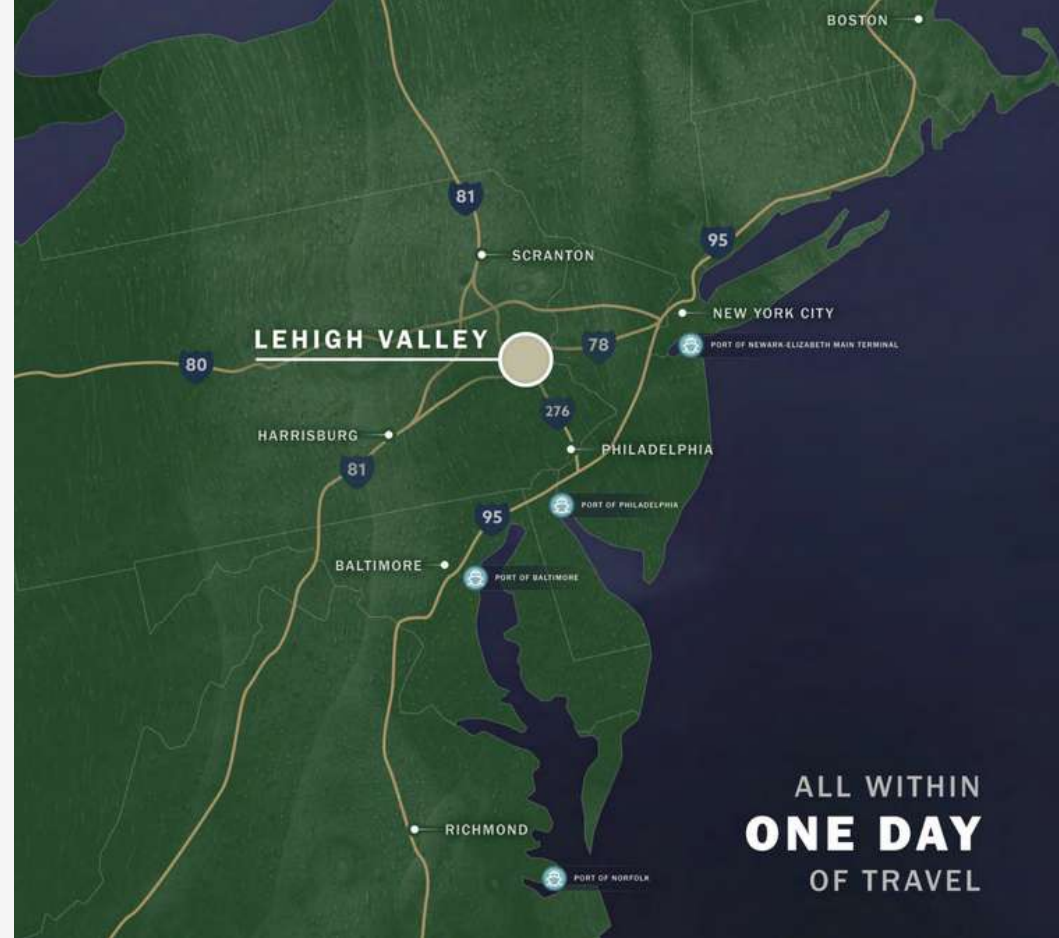 BOSTON
81
95
SCRANTON
NEW YORK CITY
LEHIGH VALLEY
78
PORT OF NEWARK-ELIZABETH MAIN TERMINAL
80
276
HARRISBURG
PHILADELPHIA
81
PORT OF PHILADELPHIA
95
BALTIMORE
PORT OF BALTIMORE
ALL WITHIN
ONE DAY
OF TRAVEL
RICHMOND
PORT OF NORFOLK